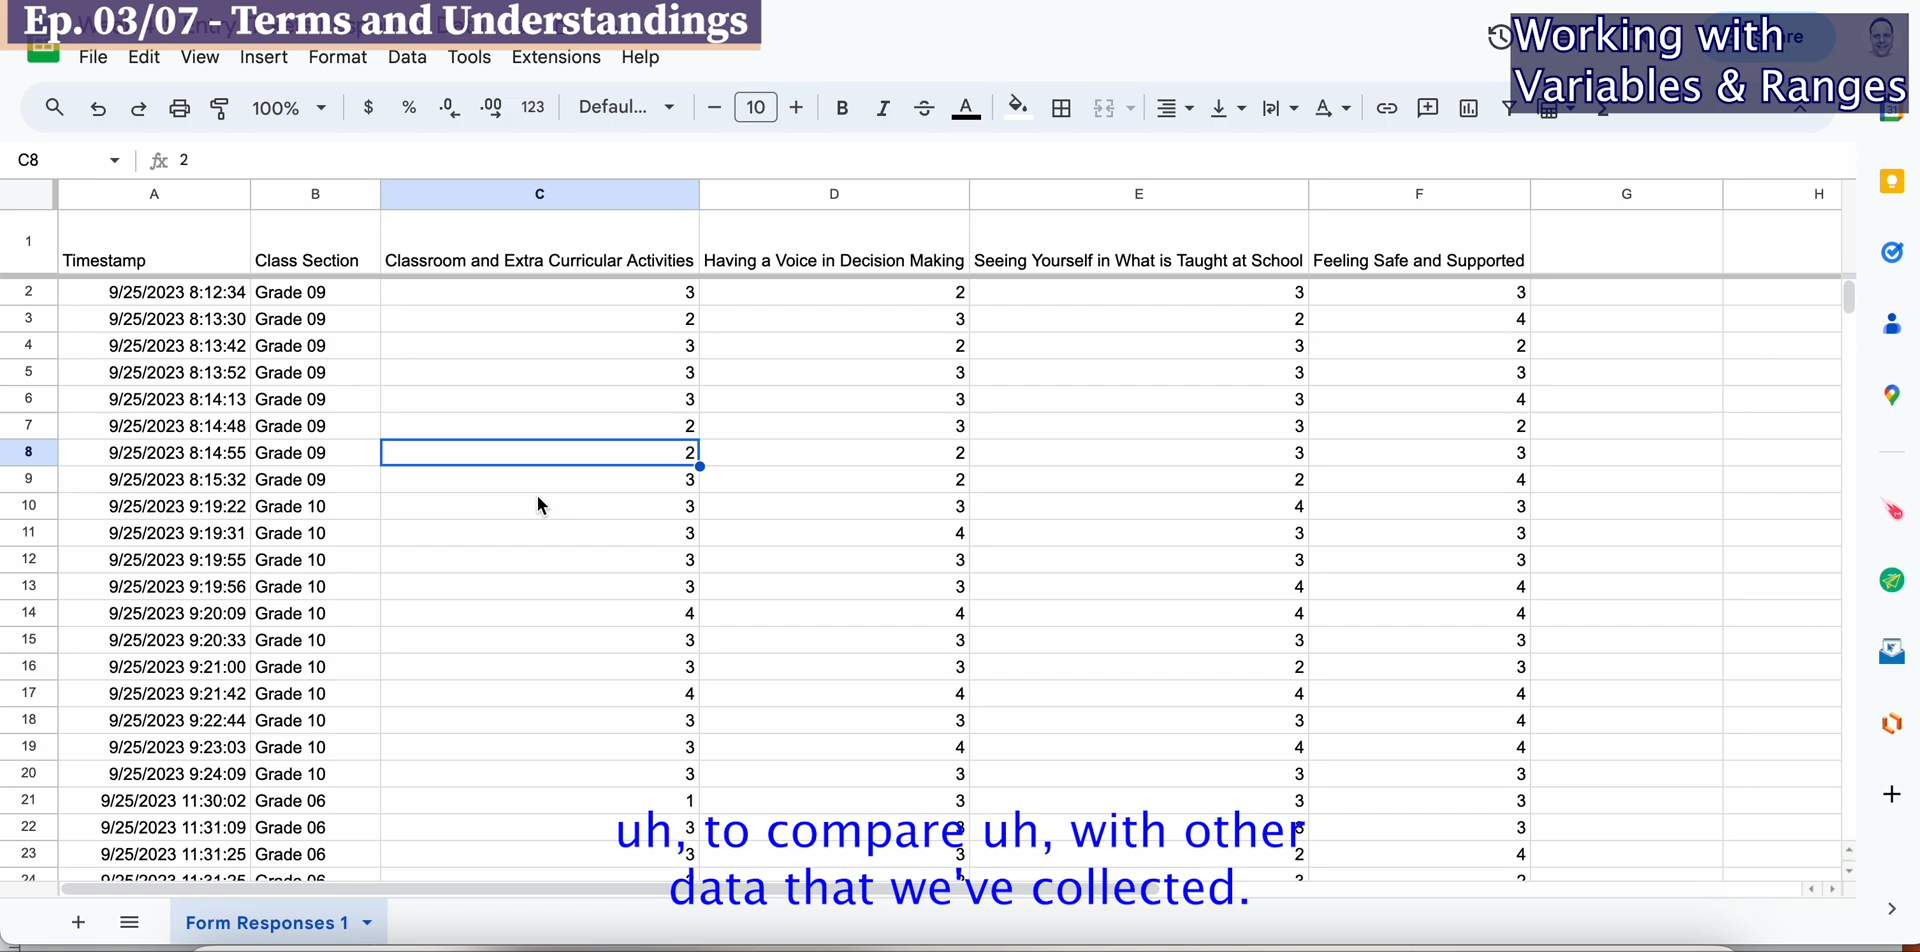 Ep. 03/07 - Terms and Understandings
Working with
Variables & Ranges
File Edit View Insert Format Data Tools Extensions Help
100% $ % .0 .00 123 Defaul... − 10 + B I A
C8 fx 2
A B C D E F G H
1 Timestamp Class Section Classroom and Extra Curricular Activities Having a Voice in Decision Making Seeing Yourself in What is Taught at School Feeling Safe and Supported
2 9/25/2023 8:12:34 Grade 09 3 2 3 3
3 9/25/2023 8:13:30 Grade 09 2 3 2 4
4 9/25/2023 8:13:42 Grade 09 3 2 3 2
5 9/25/2023 8:13:52 Grade 09 3 3 3 3
6 9/25/2023 8:14:13 Grade 09 3 3 3 4
7 9/25/2023 8:14:48 Grade 09 2 3 3 2
8 9/25/2023 8:14:55 Grade 09 2 2 3 3
9 9/25/2023 8:15:32 Grade 09 3 2 2 4
10 9/25/2023 9:19:22 Grade 10 3 3 4 3
11 9/25/2023 9:19:31 Grade 10 3 4 3 3
12 9/25/2023 9:19:55 Grade 10 3 3 3 3
13 9/25/2023 9:19:56 Grade 10 3 3 4 4
14 9/25/2023 9:20:09 Grade 10 4 4 4 4
15 9/25/2023 9:20:33 Grade 10 3 3 3 3
16 9/25/2023 9:21:00 Grade 10 3 3 2 3
17 9/25/2023 9:21:42 Grade 10 4 4 4 4
18 9/25/2023 9:22:44 Grade 10 3 3 3 4
19 9/25/2023 9:23:03 Grade 10 3 4 4 4
20 9/25/2023 9:24:09 Grade 10 3 3 3 3
21 9/25/2023 11:30:02 Grade 06 1 3 3 3
22 9/25/2023 11:31:09 Grade 06 3 3 3 3
23 9/25/2023 11:31:25 Grade 06 3 3 2 4
24 9/25/2023 11:31:25 Grade 06
uh, to compare uh, with other
data that we've collected.
Form Responses 1